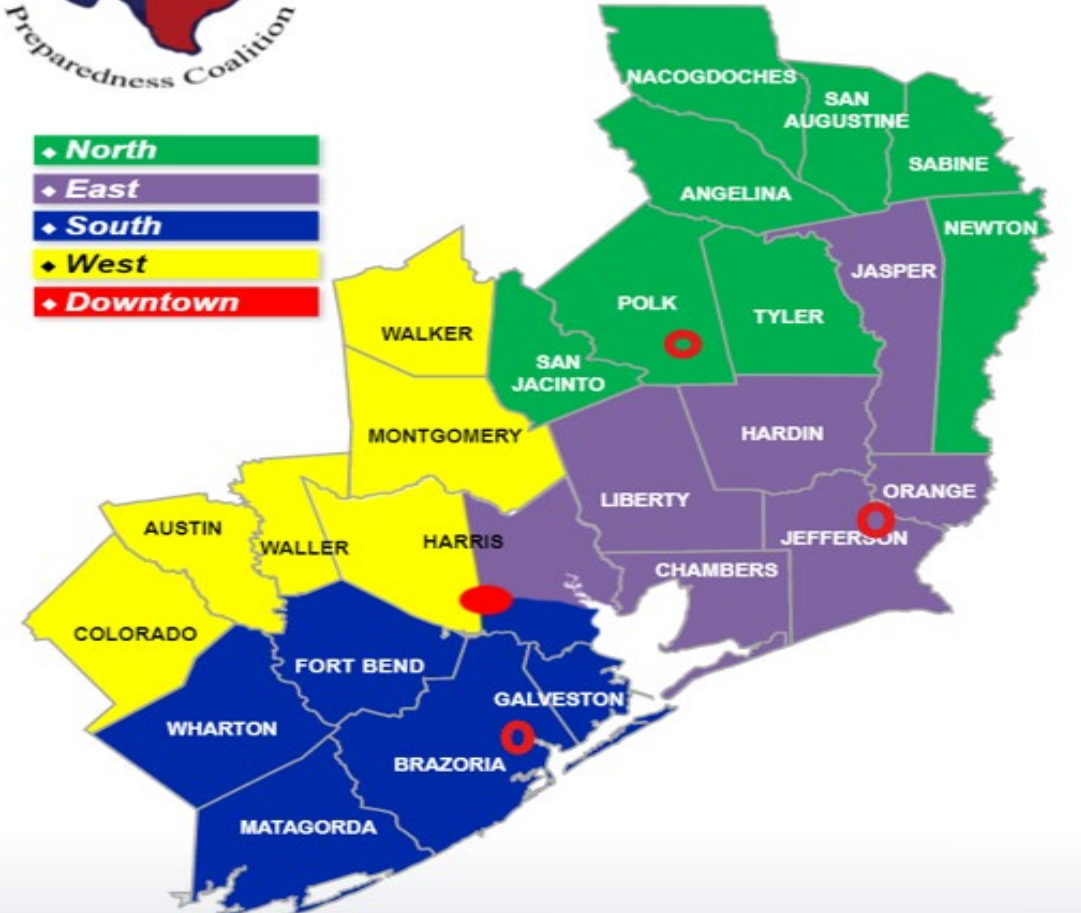 Preparedness Coalition
North
East
South
West
Downtown
NACOGDOCHES
SAN
AUGUSTINE
SABINE
ANGELINA
NEWTON
JASPER
POLK
TYLER
WALKER
SAN
JACINTO
MONTGOMERY
HARDIN
LIBERTY
ORANGE
AUSTIN
WALLER
HARRIS
JEFFERSON
CHAMBERS
COLORADO
FORT BEND
GALVESTON
WHARTON
BRAZORIA
MATAGORDA